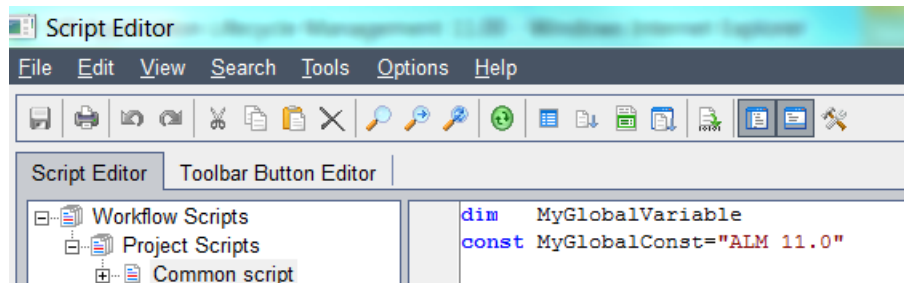 Script Editor
File Edit View Search Tools Options Help
Script Editor Toolbar Button Editor
Workflow Scripts
Project Scripts
Common script
dim MyGlobalVariable
const MyGlobalConst="ALM 11.0"